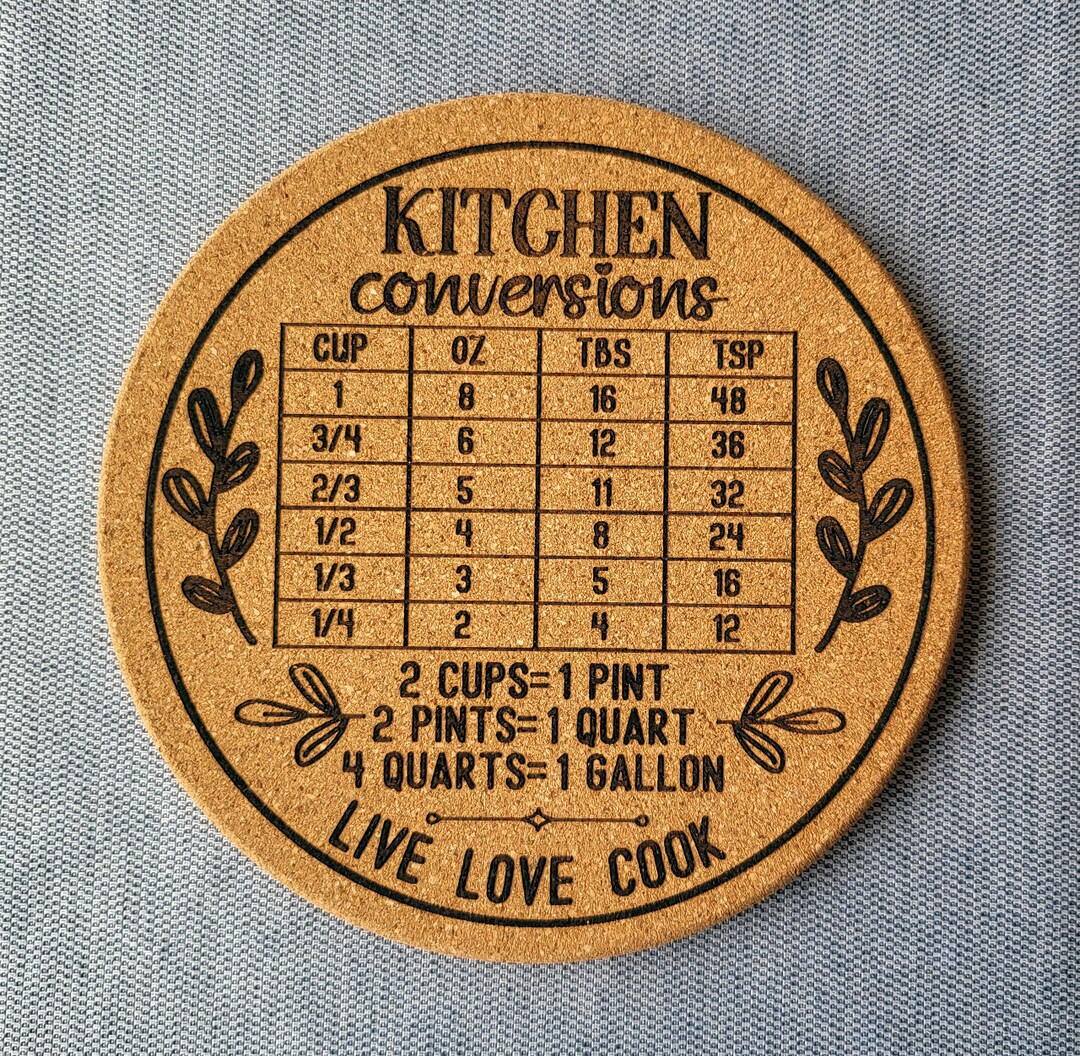 KITCHEN
conversions
CUP OZ TBS TSP
1 8 16 48
3/4 6 12 36
2/3 5 11 32
1/2 4 8 24
1/3 3 5 16
1/4 2 4 12
2 CUPS= 1 PINT
2 PINTS= 1 QUART
4 QUARTS= 1 GALLON
LIVE LOVE COOK